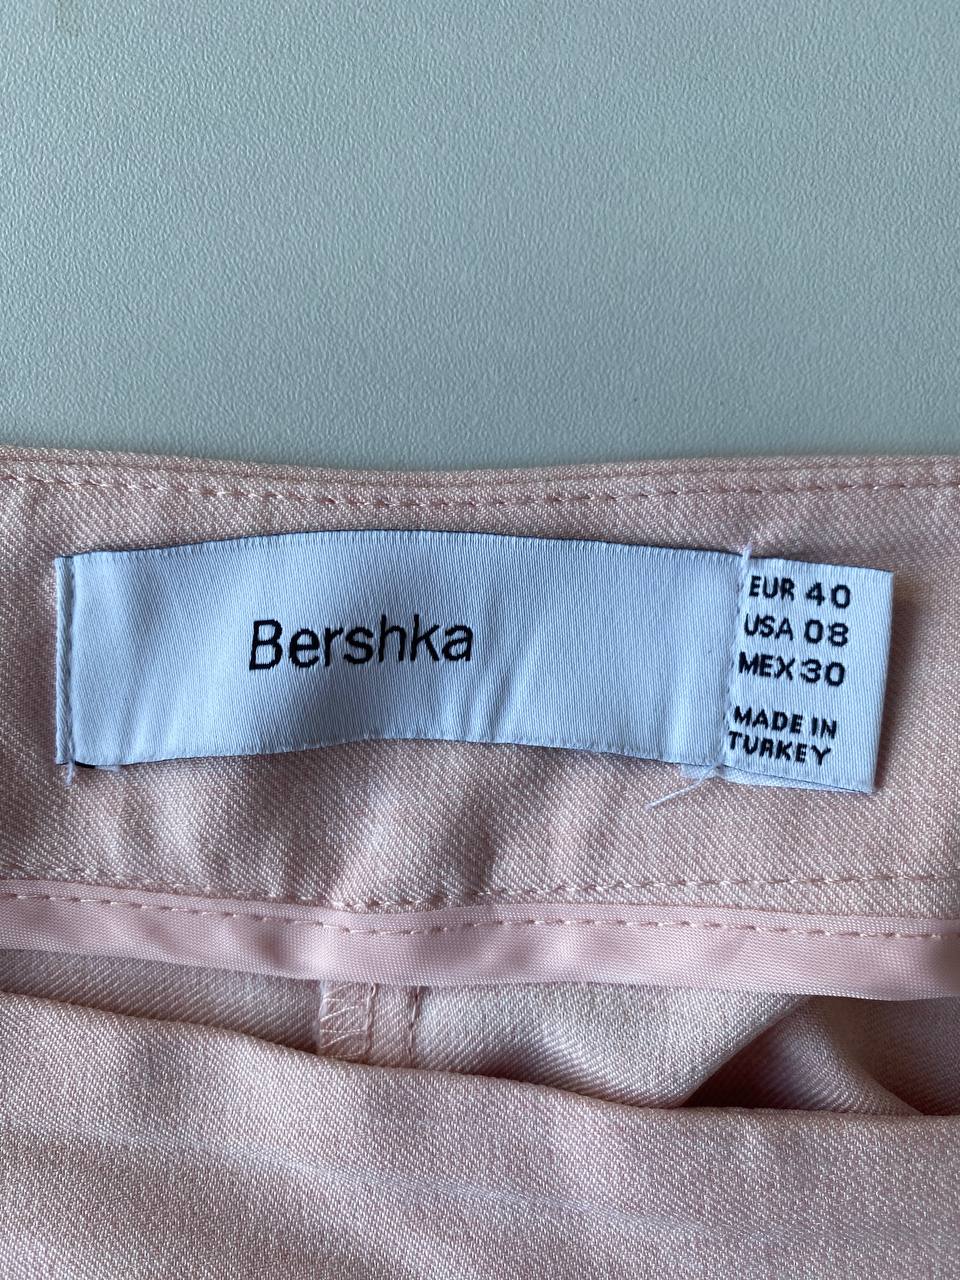 Bershka
EUR 40
USA 08
MEX 30
MADE IN
TURKEY